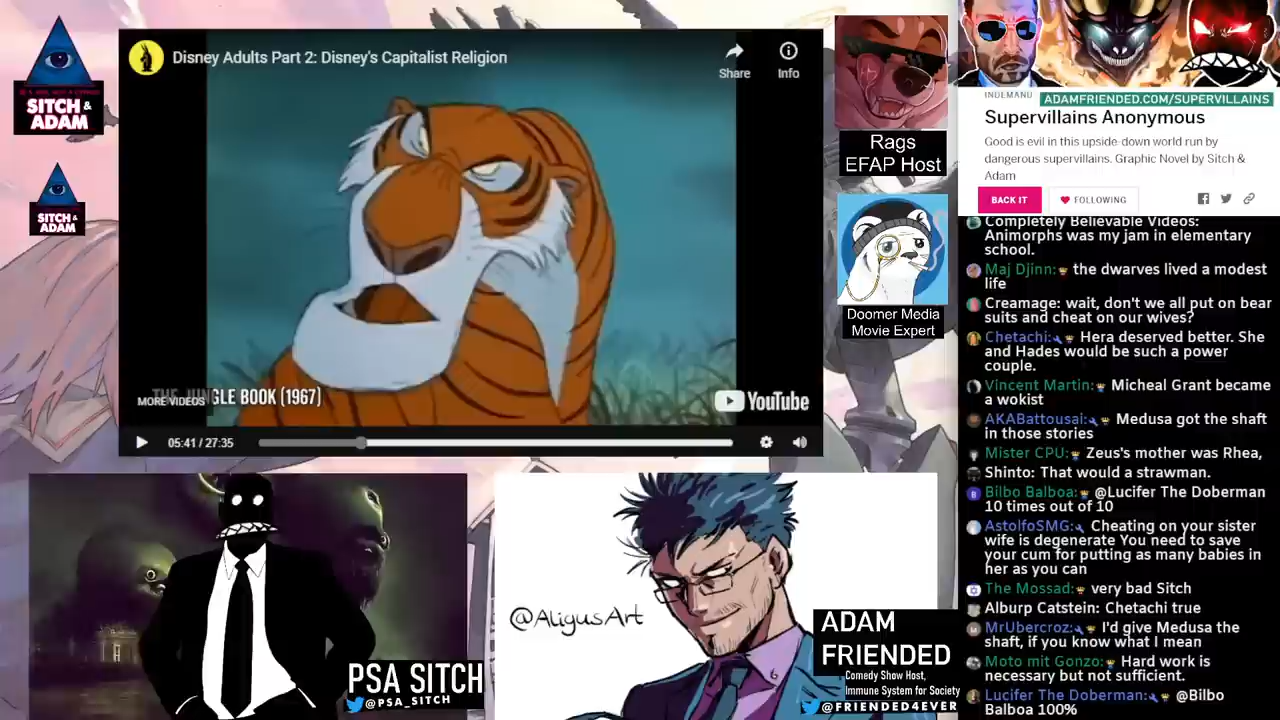 SITCH &
ADAM
SITCH &
ADAM
Disney Adults Part 2: Disney's Capitalist Religion
Share
Info
JUNGLE BOOK (1967)
MORE VIDEOS
YouTube
05:41 / 27:35
Rags
EFAP Host
Doomer Media
Movie Expert
@AligusArt
PSA SITCH
@PSA_SITCH
ADAM
FRIENDED
Comedy Show Host,
Immune System for Society
@FRIENDED4EVER
INDEMAND
ADAMFRIENDED.COM/SUPERVILLAINS
Supervillains Anonymous
Good is evil in this upside-down world run by
dangerous supervillains. Graphic Novel by Sitch &
Adam
BACK IT
FOLLOWING
Completely Believable Videos:
Animorphs was my jam in elementary
school.
Maj Djinn: the dwarves lived a modest
life
Creamage: wait, don't we all put on bear
suits and cheat on our wives?
Chetachi: Hera deserved better. She
and Hades would be such a power
couple.
Vincent Martin: Micheal Grant became
a wokist
AKABattousai: Medusa got the shaft
in those stories
Mister CPU: Zeus's mother was Rhea,
Shinto: That would a strawman.
Bilbo Balboa: @Lucifer The Doberman
10 times out of 10
AstolfoSMG: Cheating on your sister
wife is degenerate You need to save
your cum for putting as many babies in
her as you can
The Mossad: very bad Sitch
Alburp Catstein: Chetachi true
MrUbercroz: I'd give Medusa the
shaft, if you know what I mean
Moto mit Gonzo: Hard work is
necessary but not sufficient.
Lucifer The Doberman: @Bilbo
Balboa 100%